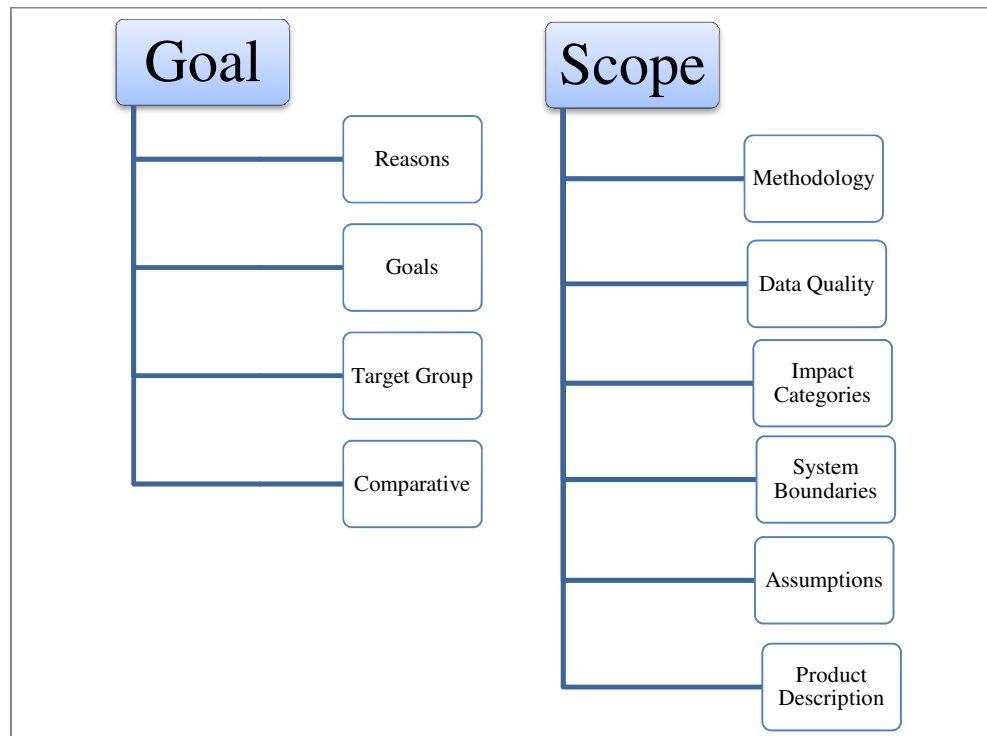 Goal
Reasons
Goals
Target Group
Comparative
Scope
Methodology
Data Quality
Impact
Categories
System
Boundaries
Assumptions
Product
Description